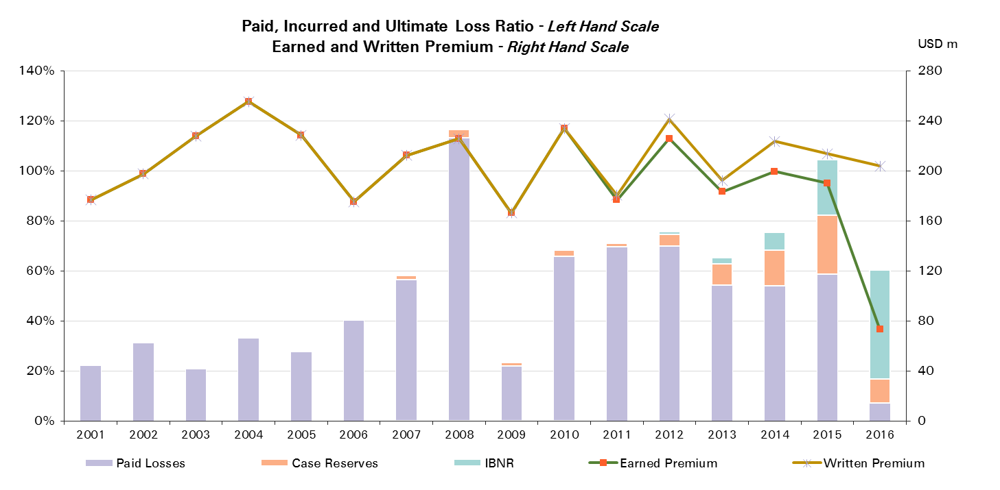 Paid, Incurred and Ultimate Loss Ratio - Left Hand Scale
Earned and Written Premium - Right Hand Scale
USD m
140% 280
120% 240
100% 200
80% 160
60% 120
40% 80
20% 40
0% 0
2001 2002 2003 2004 2005 2006 2007 2008 2009 2010 2011 2012 2013 2014 2015 2016
Paid Losses Case Reserves IBNR Earned Premium Written Premium